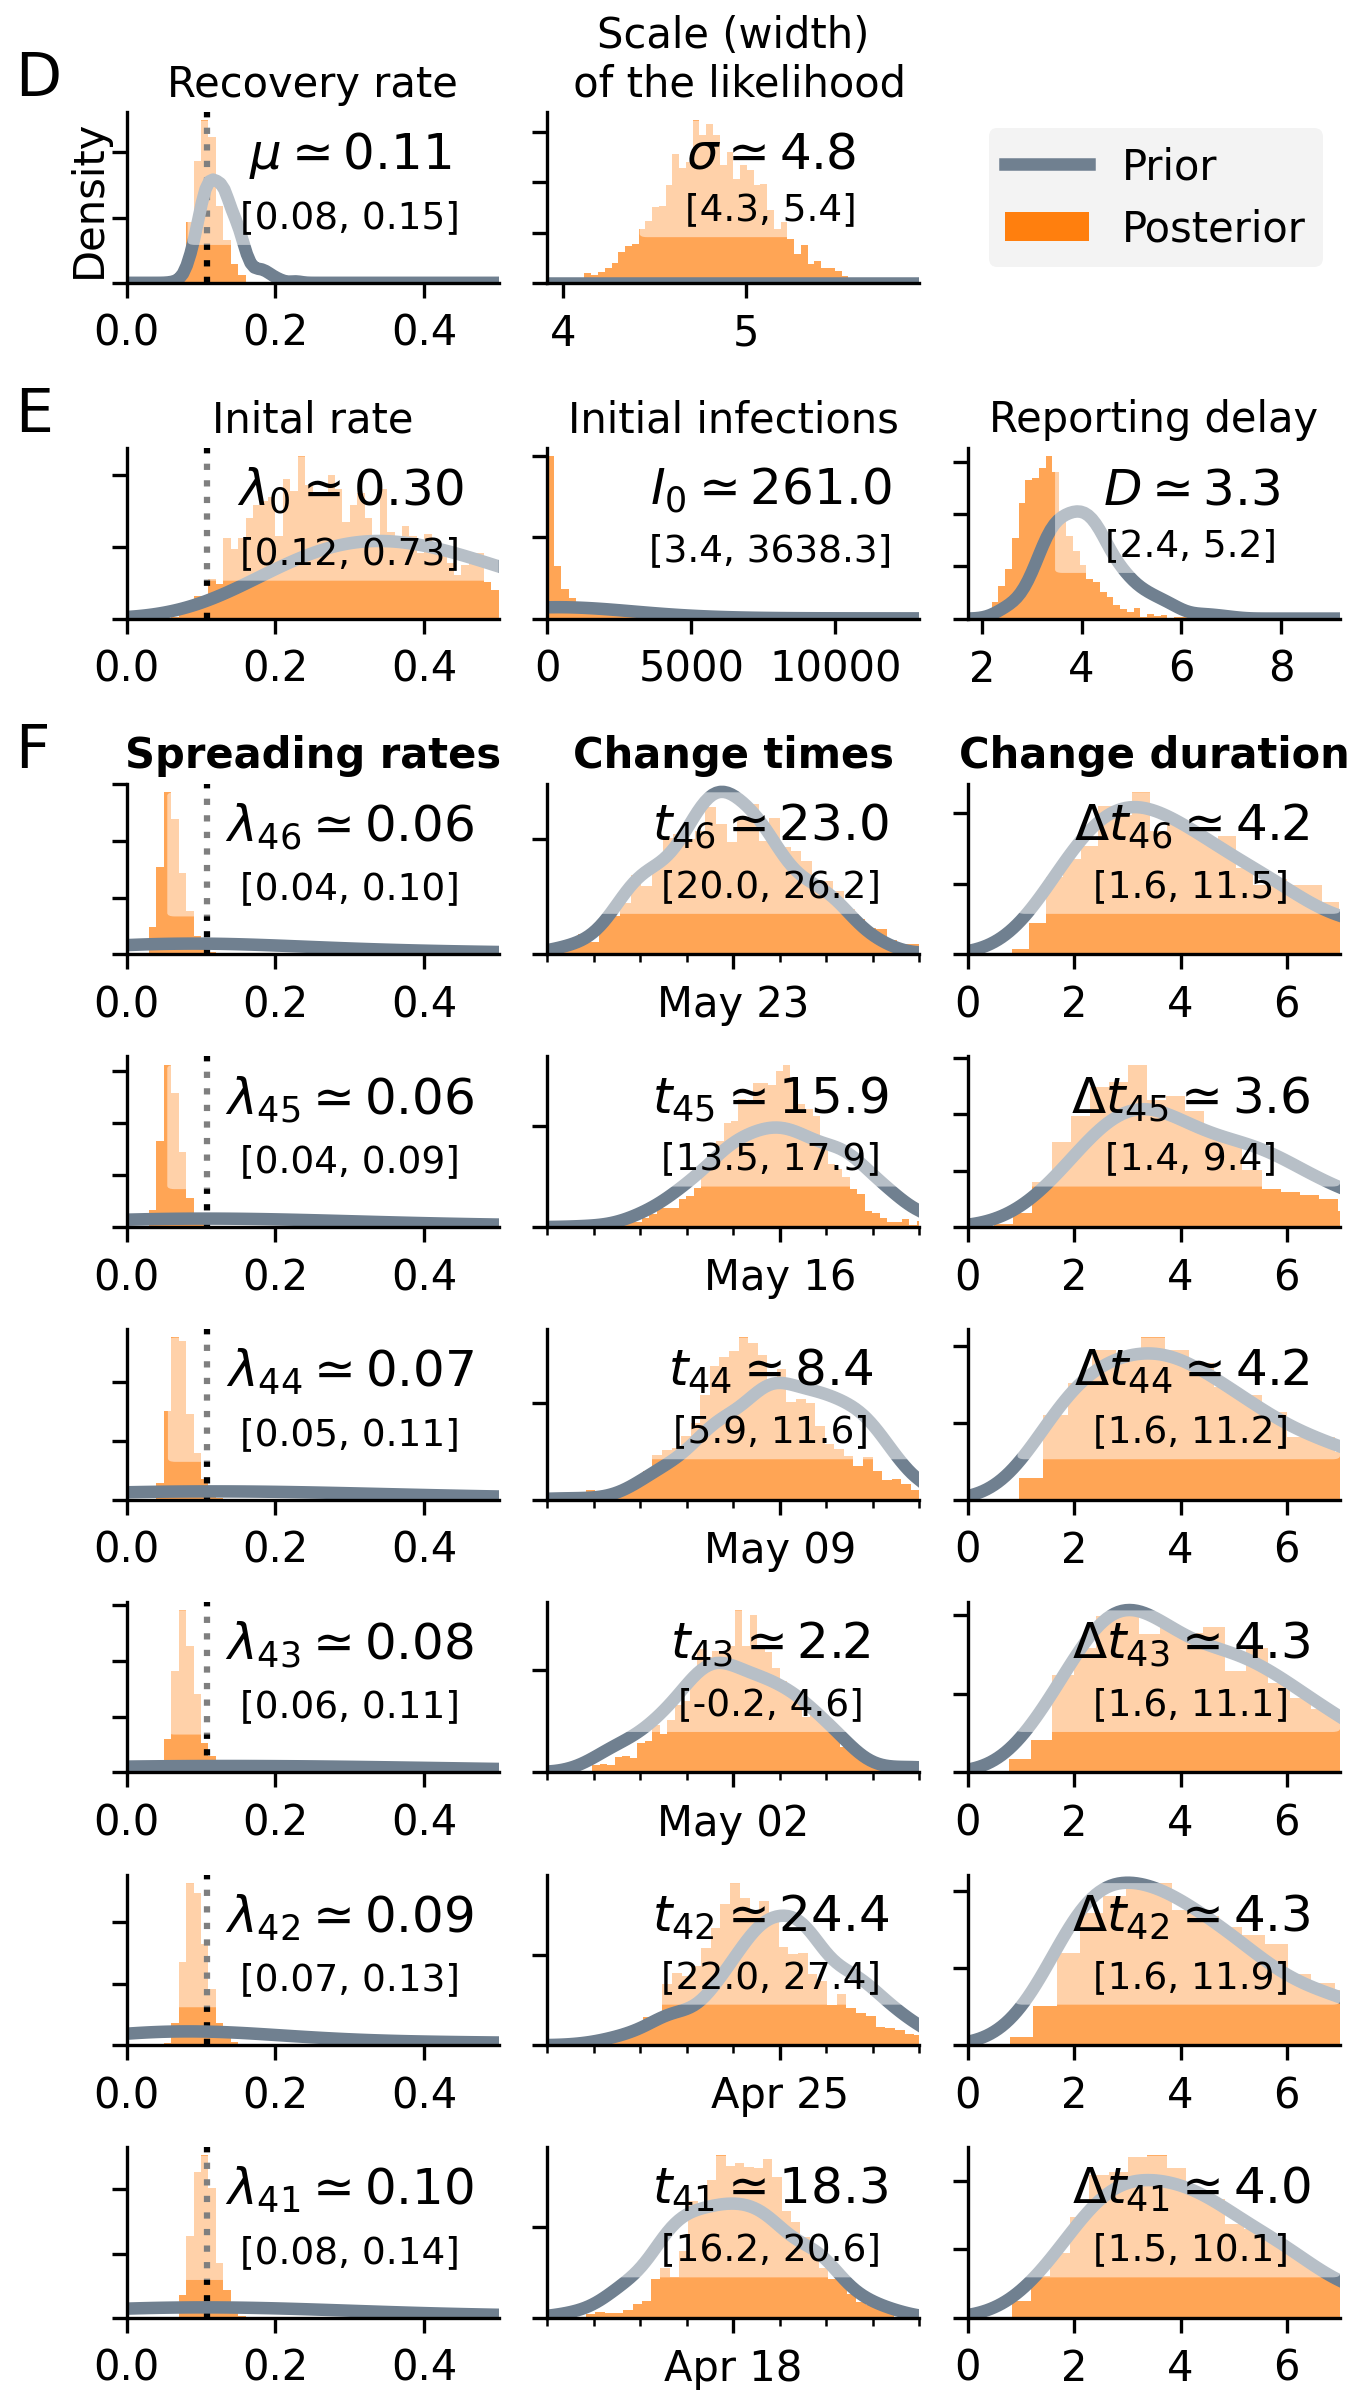 D
Recovery rate
Scale (width)
of the likelihood
Density
μ ≃ 0.11
[0.08, 0.15]
σ ≃ 4.8
[4.3, 5.4]
Prior
Posterior
0.0 0.2 0.4
4 5
E
Inital rate
Initial infections
Reporting delay
λ₀ ≃ 0.30
[0.12, 0.73]
I₀ ≃ 261.0
[3.4, 3638.3]
D ≃ 3.3
[2.4, 5.2]
0.0 0.2 0.4
0 5000 10000
2 4 6 8
F
Spreading rates
Change times
Change duration
λ₄₆ ≃ 0.06
[0.04, 0.10]
t₄₆ ≃ 23.0
[20.0, 26.2]
Δt₄₆ ≃ 4.2
[1.6, 11.5]
0.0 0.2 0.4
May 23
0 2 4 6
λ₄₅ ≃ 0.06
[0.04, 0.09]
t₄₅ ≃ 15.9
[13.5, 17.9]
Δt₄₅ ≃ 3.6
[1.4, 9.4]
0.0 0.2 0.4
May 16
0 2 4 6
λ₄₄ ≃ 0.07
[0.05, 0.11]
t₄₄ ≃ 8.4
[5.9, 11.6]
Δt₄₄ ≃ 4.2
[1.6, 11.2]
0.0 0.2 0.4
May 09
0 2 4 6
λ₄₃ ≃ 0.08
[0.06, 0.11]
t₄₃ ≃ 2.2
[-0.2, 4.6]
Δt₄₃ ≃ 4.3
[1.6, 11.1]
0.0 0.2 0.4
May 02
0 2 4 6
λ₄₂ ≃ 0.09
[0.07, 0.13]
t₄₂ ≃ 24.4
[22.0, 27.4]
Δt₄₂ ≃ 4.3
[1.6, 11.9]
0.0 0.2 0.4
Apr 25
0 2 4 6
λ₄₁ ≃ 0.10
[0.08, 0.14]
t₄₁ ≃ 18.3
[16.2, 20.6]
Δt₄₁ ≃ 4.0
[1.5, 10.1]
0.0 0.2 0.4
Apr 18
0 2 4 6